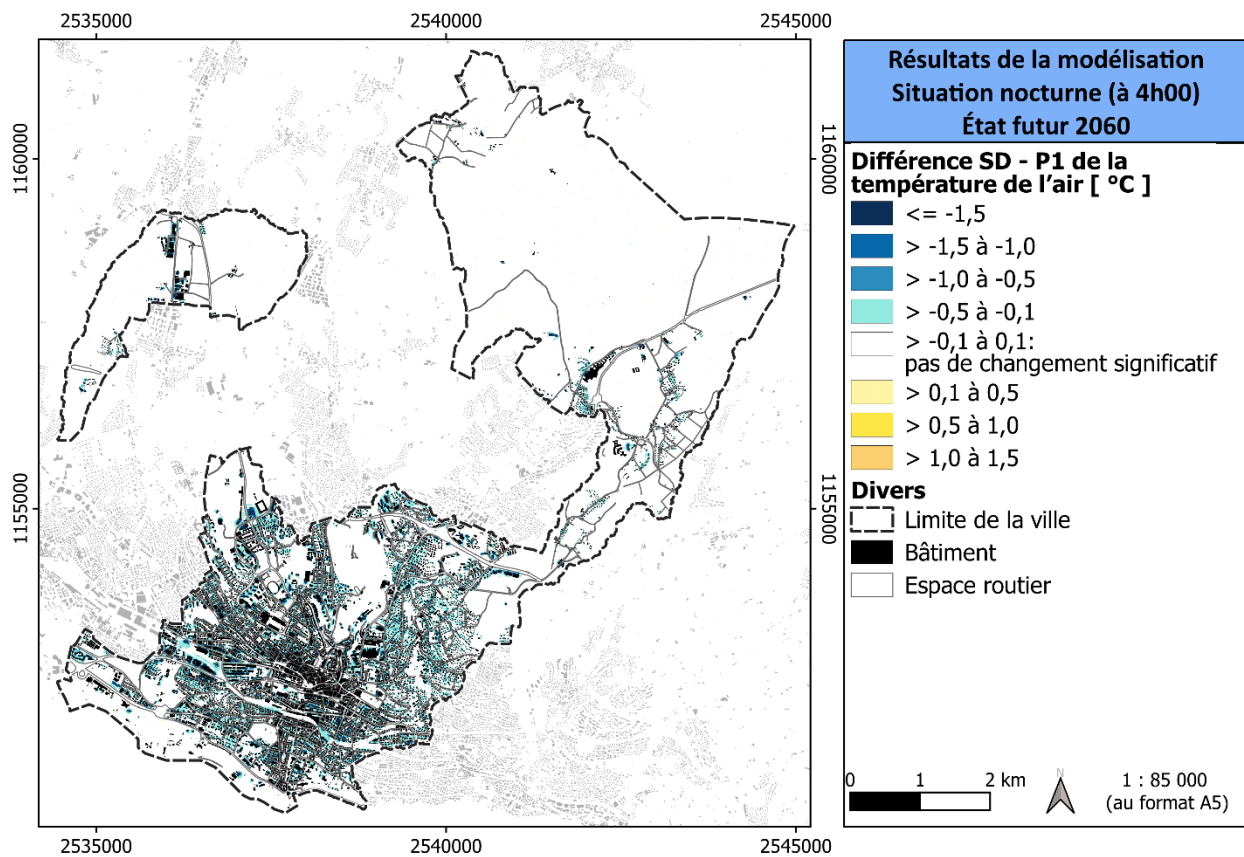 2535000
2540000
2545000
1160000
1155000
1160000
1155000
2535000
2540000
2545000
Résultats de la modélisation
Situation nocturne (à 4h00)
État futur 2060
Différence SD - P1 de la
température de l'air [ °C ]
<= -1,5
> -1,5 à -1,0
> -1,0 à -0,5
> -0,5 à -0,1
> -0,1 à 0,1:
pas de changement significatif
> 0,1 à 0,5
> 0,5 à 1,0
> 1,0 à 1,5
Divers
Limite de la ville
Bâtiment
Espace routier
0 1 2 km
N
1 : 85 000
(au format A5)